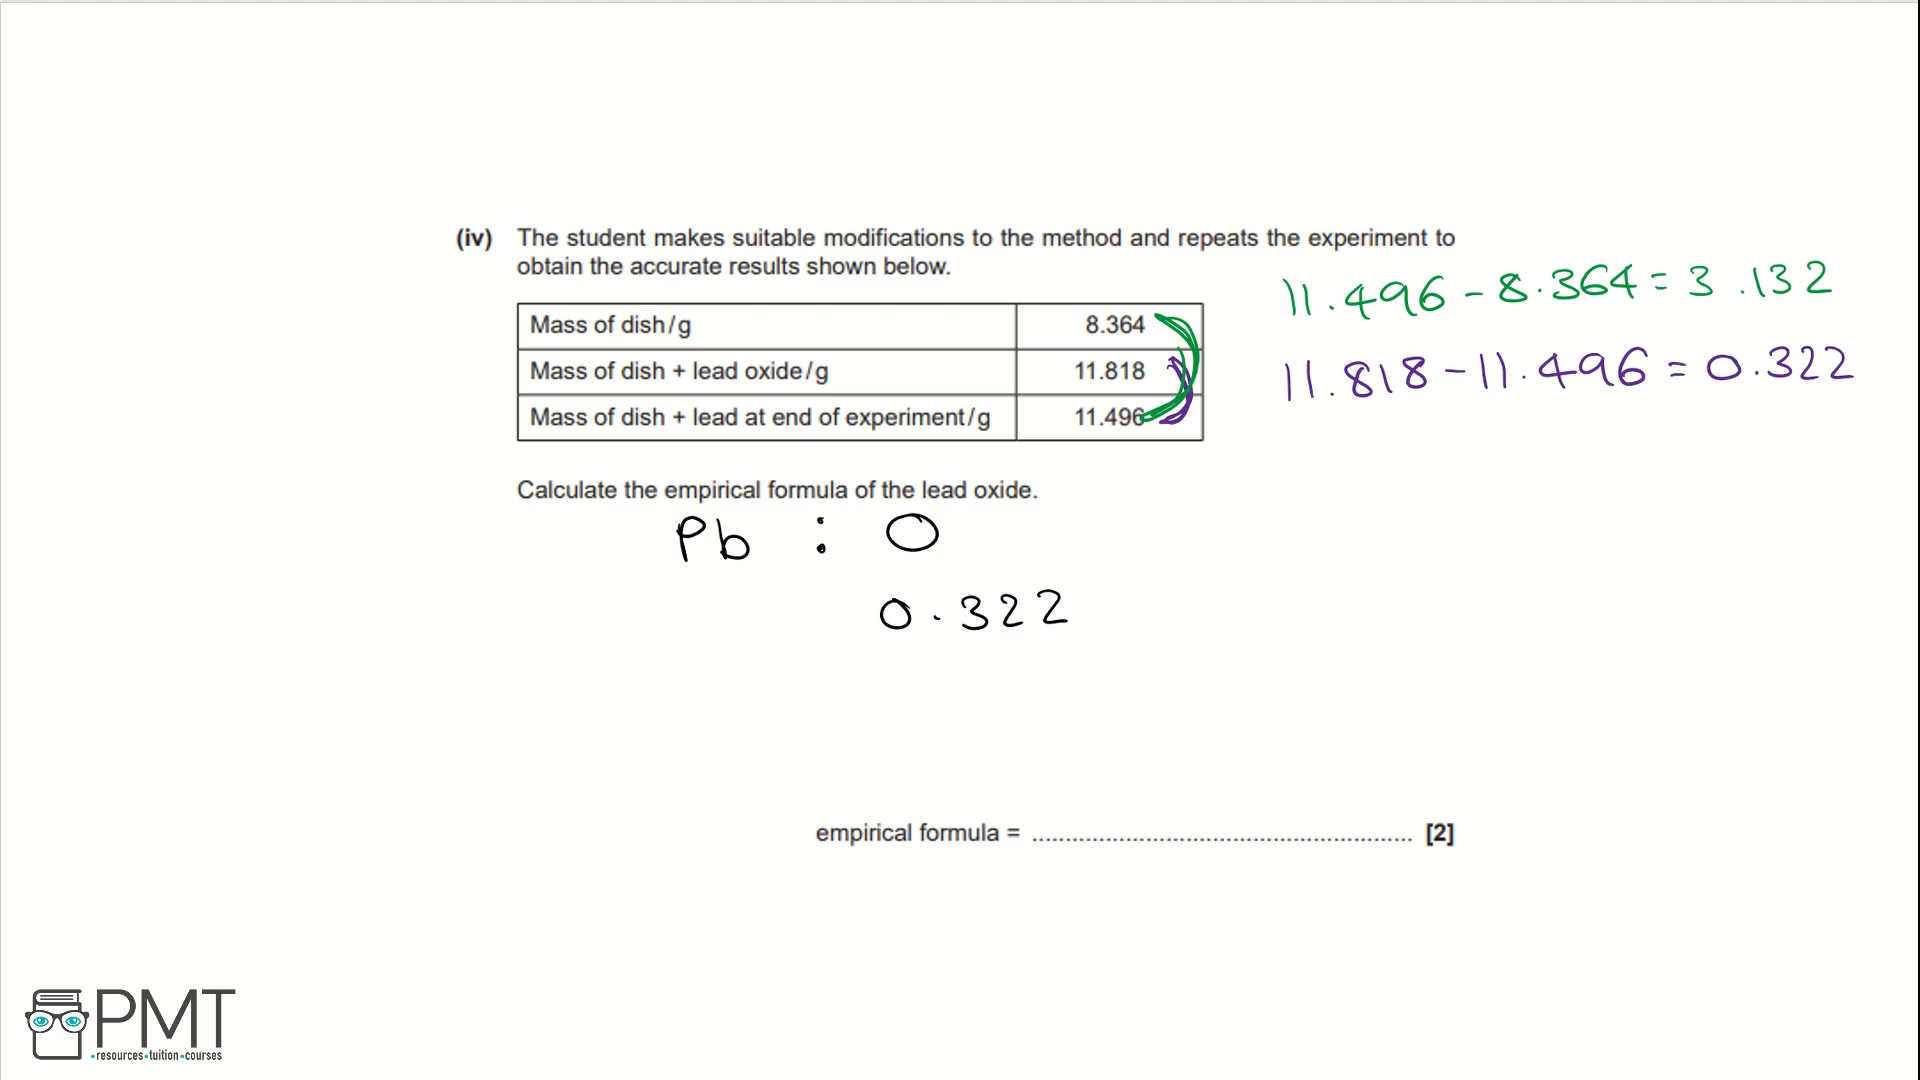 (iv) The student makes suitable modifications to the method and repeats the experiment to
obtain the accurate results shown below.
11.496 - 8.364 = 3.132
Mass of dish/g 8.364
Mass of dish + lead oxide/g 11.818
11.818 - 11.496 = 0.322
Mass of dish + lead at end of experiment/g 11.496
Calculate the empirical formula of the lead oxide.
Pb : O
0.322
empirical formula = ......................................................... [2]
PMT
•resources•tuition•courses